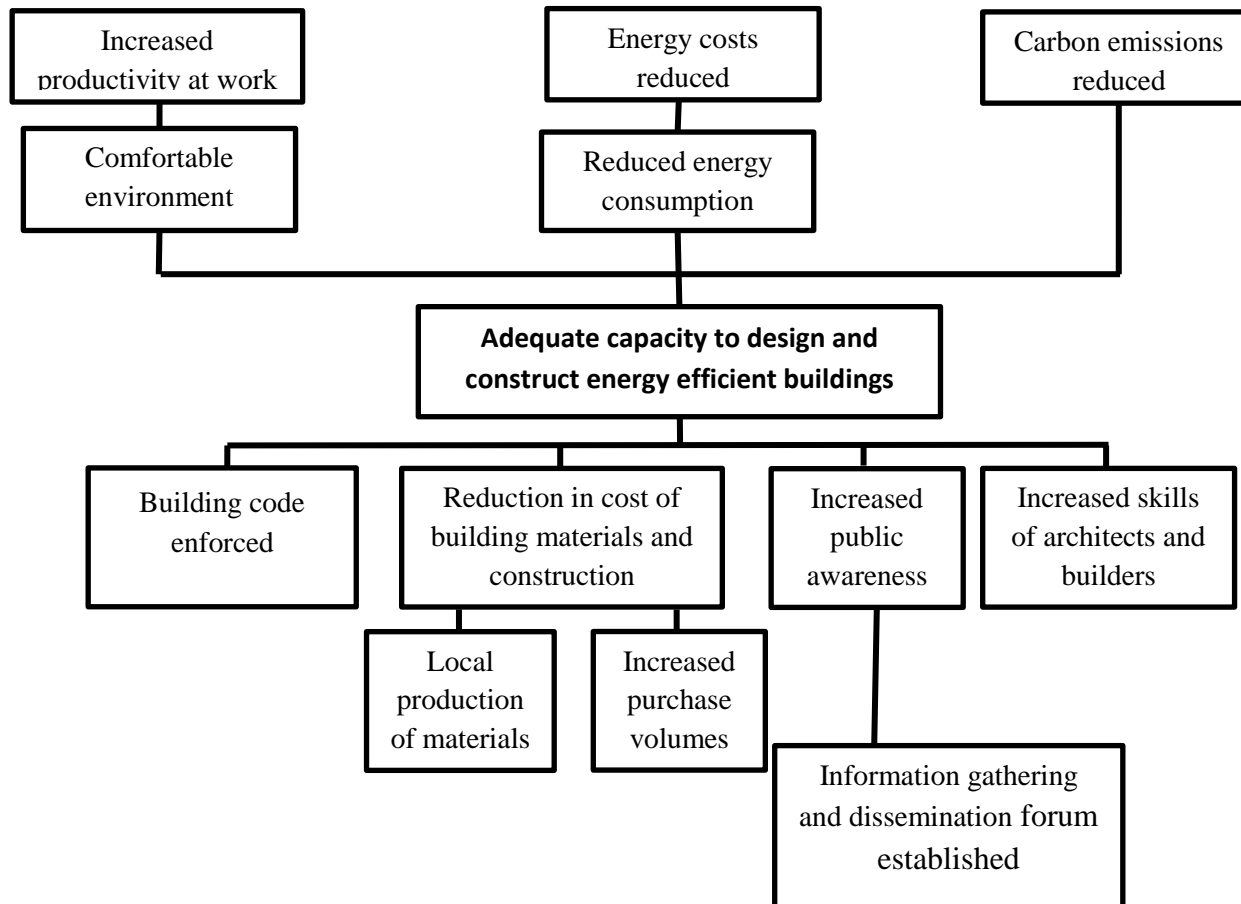 Increased
productivity at work
Energy costs
reduced
Carbon emissions
reduced
Comfortable
environment
Reduced energy
consumption
Adequate capacity to design and
construct energy efficient buildings
Building code
enforced
Reduction in cost of
building materials and
construction
Increased
public
awareness
Increased skills
of architects and
builders
Local
production
of materials
Increased
purchase
volumes
Information gathering
and dissemination forum
established